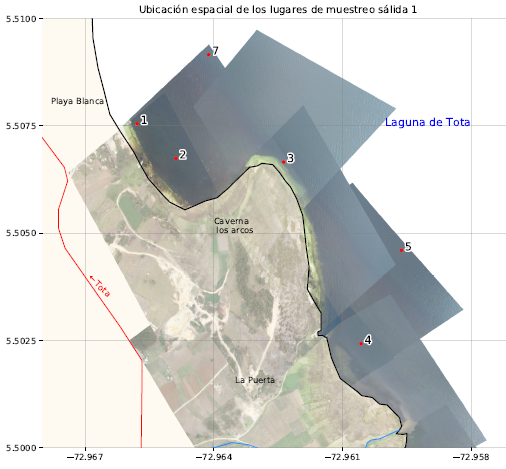 Ubicación espacial de los lugares de muestreo sálida 1
5.5100
7
Playa Blanca
1
Laguna de Tota
5.5075
2
3
Caverna
los arcos
5.5050
5
←Tota
5.5025
4
La Puerta
5.5000
−72.967
−72.964
−72.961
−72.958